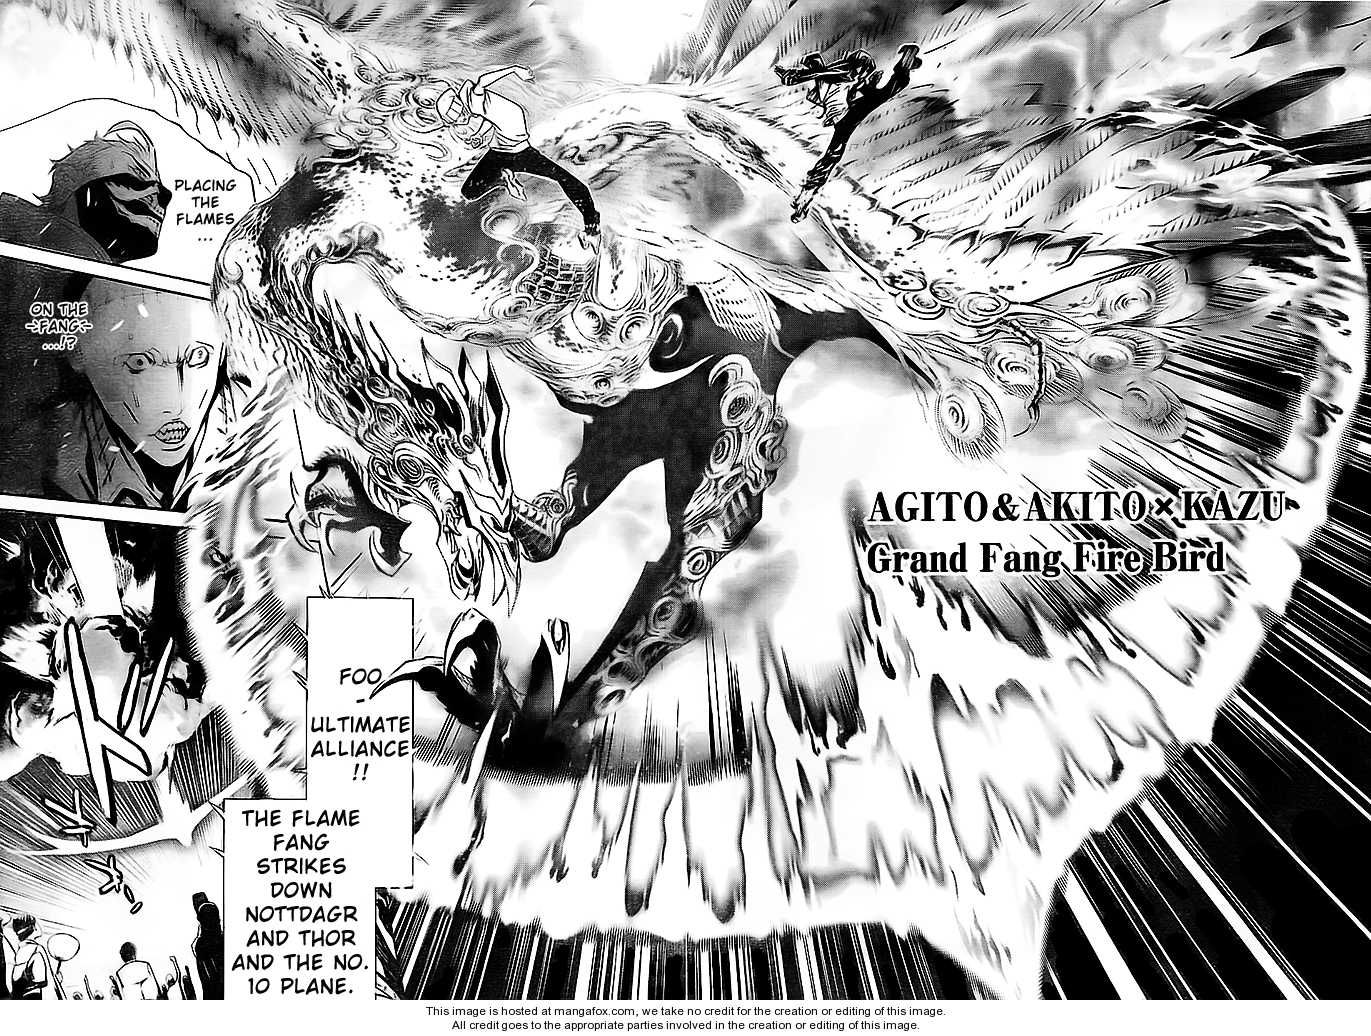 PLACING
THE
FLAMES
...
ON THE
>FANG<
....!?
AGITO & AKITO × KAZU
Grand Fang Fire Bird
FOO
-
ULTIMATE
ALLIANCE
!!
THE FLAME
FANG
STRIKES
DOWN
NOTTDAGR
AND THOR
AND THE NO.
10 PLANE.
This image is hosted at mangafox.com, we take no credit for the creation or editing of this image.
All credit goes to the appropriate parties involved in the creation or editing of this image.